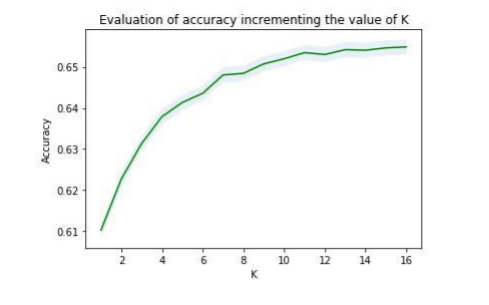 Evaluation of accuracy incrementing the value of K
0.65
0.64
0.63
0.62
0.61
Accuracy
2 4 6 8 10 12 14 16
K